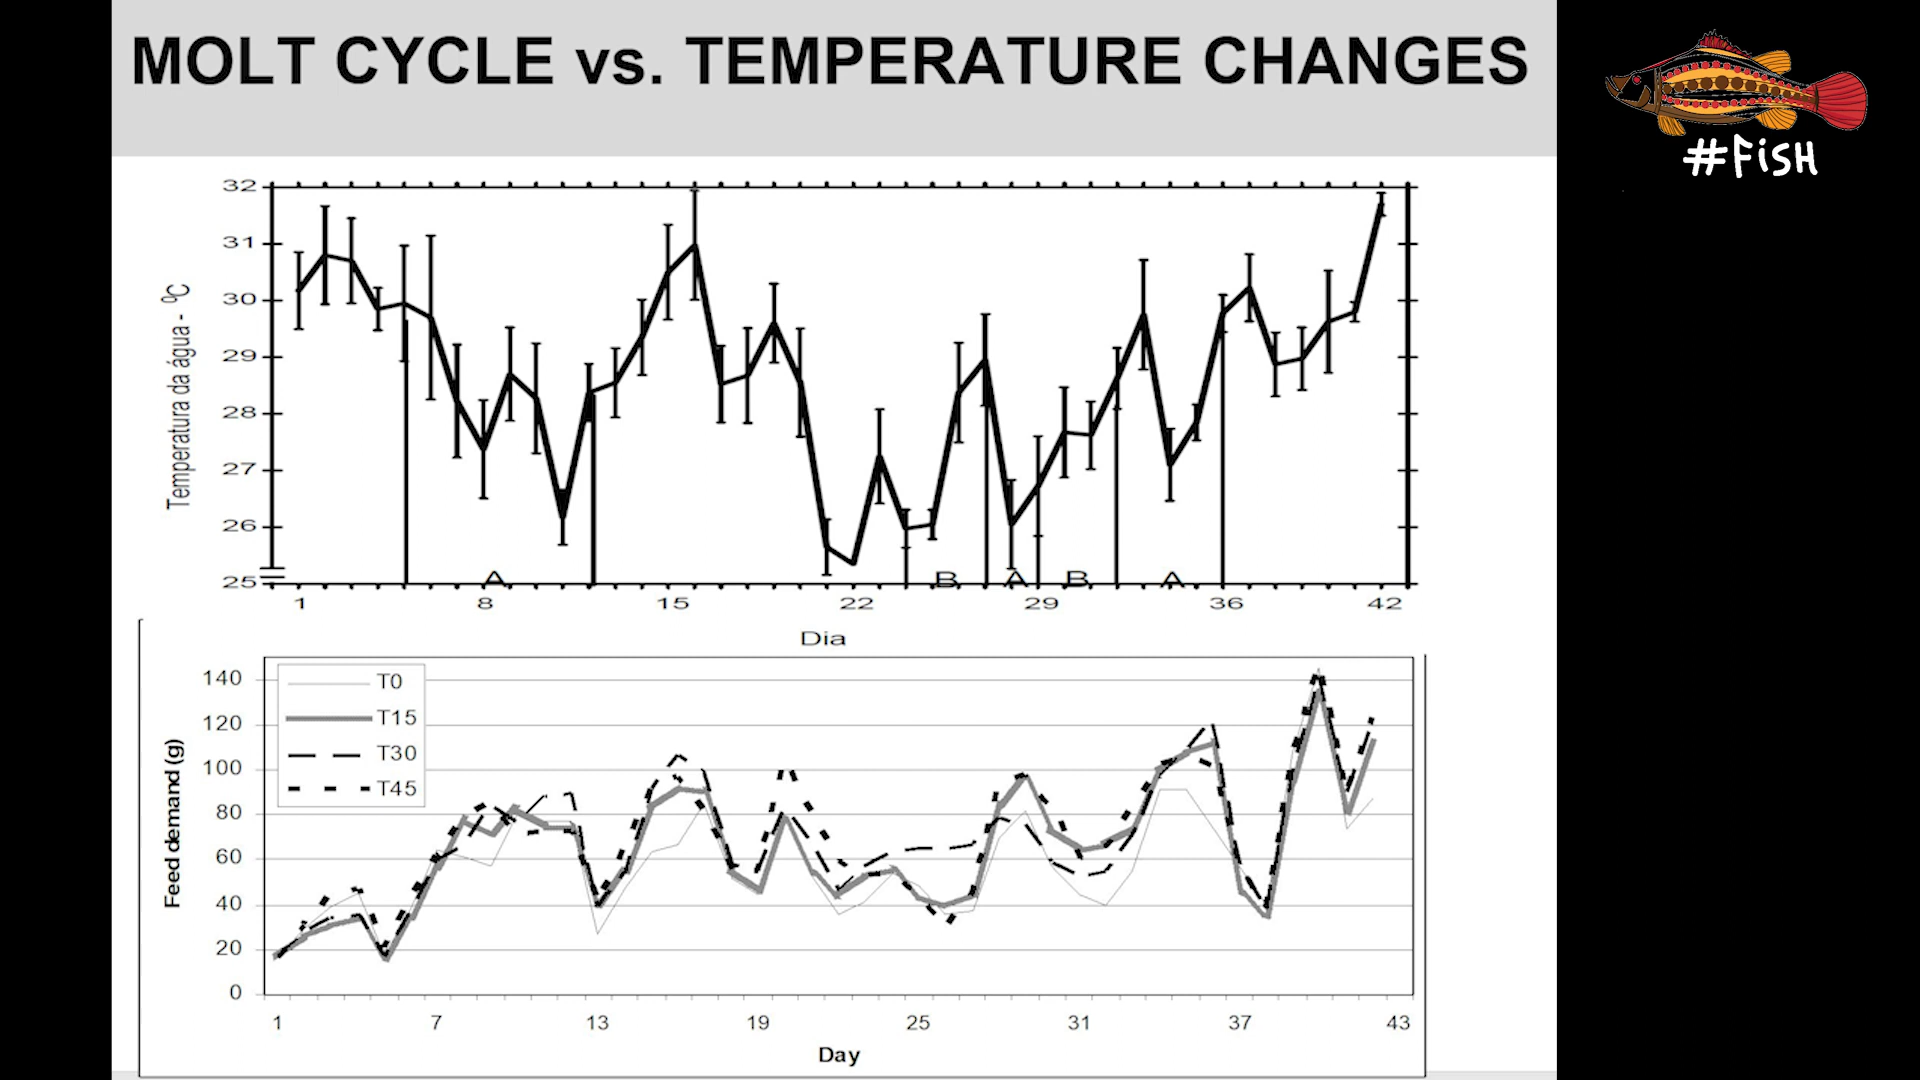 MOLT CYCLE vs. TEMPERATURE CHANGES
#FiSH
Temperatura da água - ⁰C
32
31
30
29
28
27
26
25
A
B
A
B
A
1 8 15 22 29 36 42
Dia
Feed demand (g)
140
120
100
80
60
40
20
0
T0
T15
T30
T45
1 7 13 19 25 31 37 43
Day